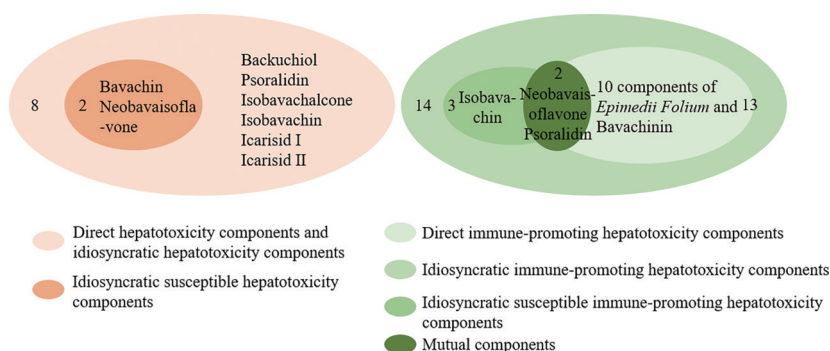 8
2
Bavachin
Neobavaisofla
-vone
Backuchiol
Psoralidin
Isobavachalcone
Isobavachin
Icarisid I
Icarisid II
14
3
Isobava-
chin
2
Neobavais-
oflavone
Psoralidin
10 components of
Epimedii Folium and
Bavachinin
13
Direct hepatotoxicity components and
idiosyncratic hepatotoxicity components
Idiosyncratic susceptible hepatotoxicity
components
Direct immune-promoting hepatotoxicity components
Idiosyncratic immune-promoting hepatotoxicity components
Idiosyncratic susceptible immune-promoting hepatotoxicity
components
Mutual components